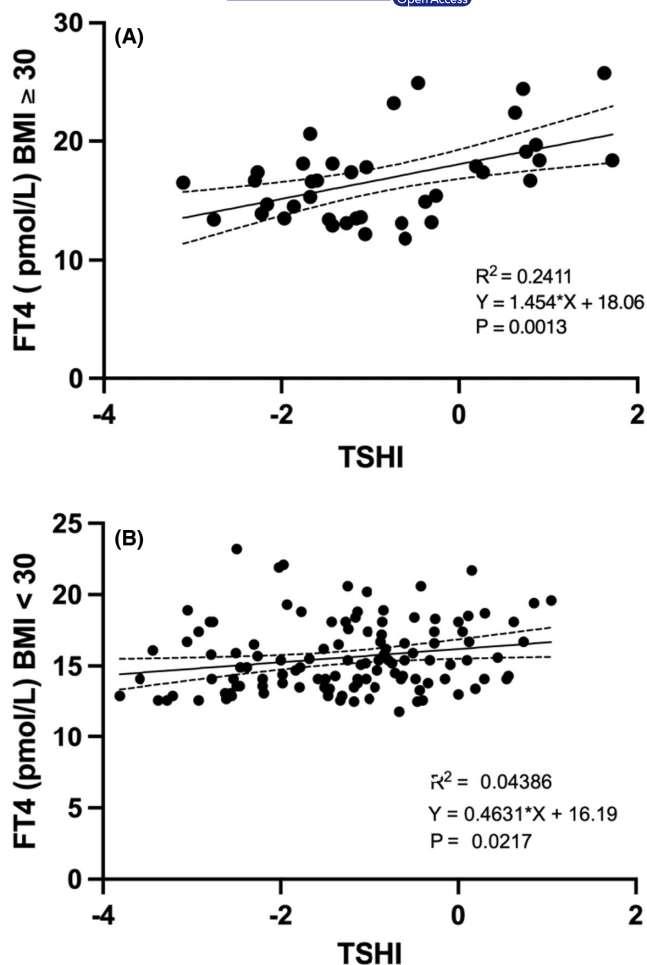 Open Access
(A)
30
20
10
0
-4
-2
0
2
FT4 ( pmol/L) BMI ≥ 30
R² = 0.2411
Y = 1.454*X + 18.06
P = 0.0013
TSHI
(B)
25
20
15
10
5
0
-4
-2
0
2
FT4 (pmol/L) BMI < 30
R² = 0.04386
Y = 0.4631*X + 16.19
P = 0.0217
TSHI